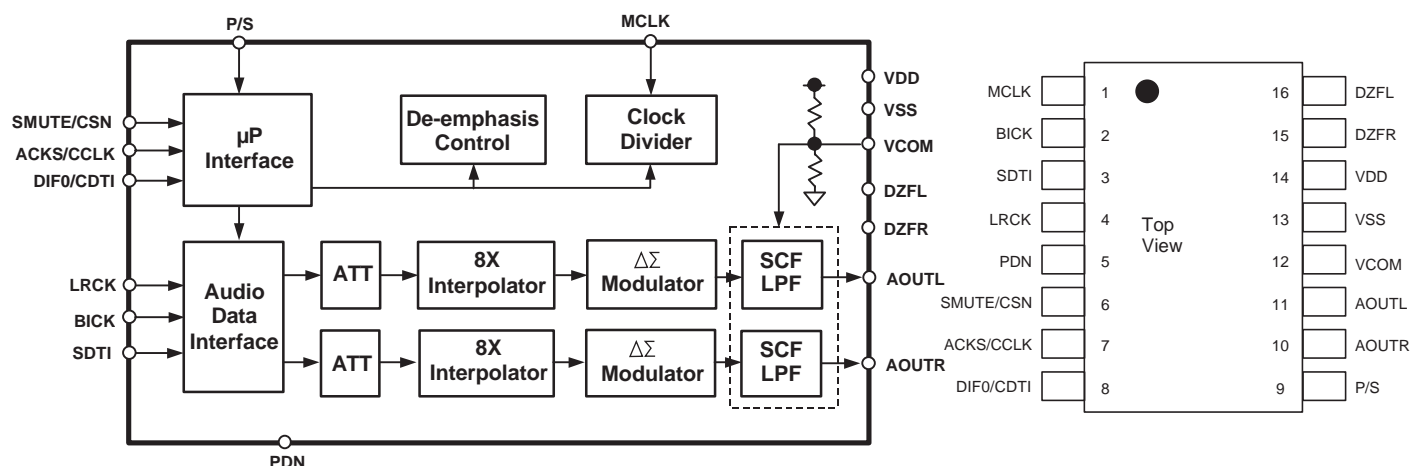 P/S
MCLK
VDD
VSS
VCOM
DZFL
DZFR
SMUTE/CSN
ACKS/CCLK
DIF0/CDTI
µP
Interface
De-emphasis
Control
Clock
Divider
LRCK
BICK
SDTI
Audio
Data
Interface
ATT
8X
Interpolator
ΔΣ
Modulator
SCF
LPF
AOUTL
ATT
8X
Interpolator
ΔΣ
Modulator
SCF
LPF
AOUTR
PDN
MCLK 1 16 DZFL
BICK 2 15 DZFR
SDTI 3 14 VDD
LRCK 4 13 VSS
Top
View
PDN 5 12 VCOM
SMUTE/CSN 6 11 AOUTL
ACKS/CCLK 7 10 AOUTR
DIF0/CDTI 8 9 P/S